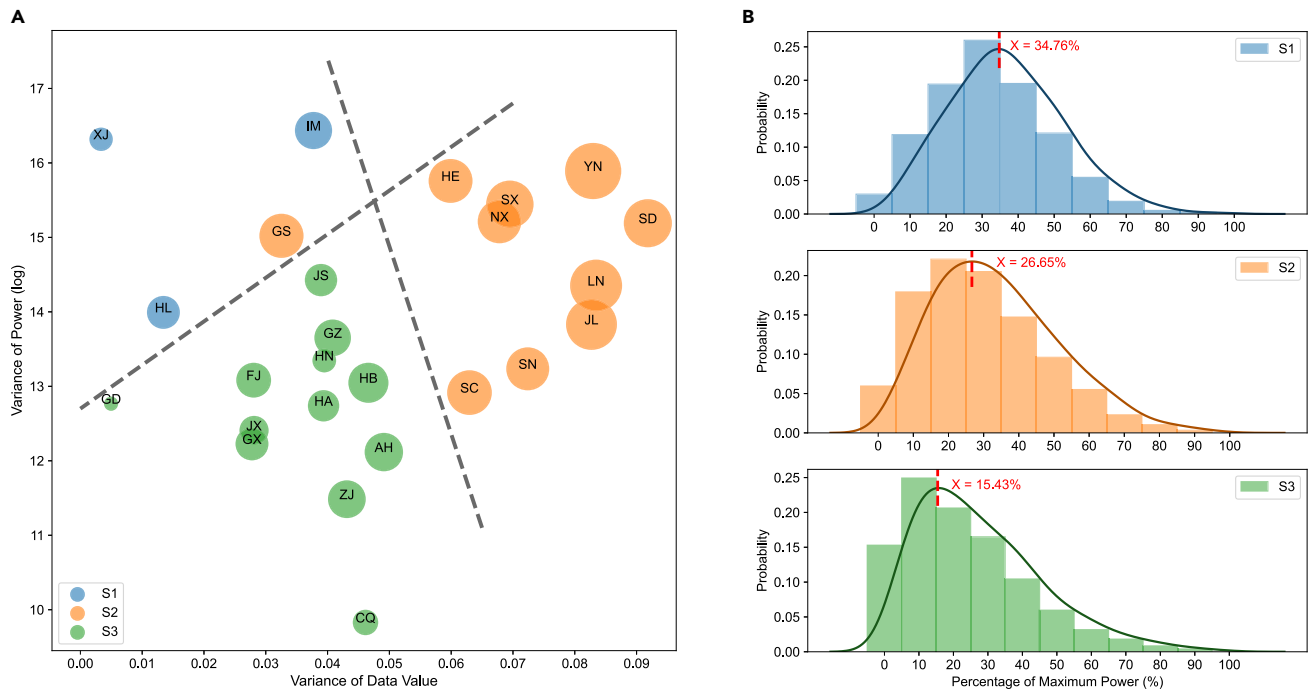 A
17
16
15
14
13
12
11
10
Variance of Power (log)
XJ
IM
YN
HE
SX
NX
SD
GS
JS
LN
HL
JL
GZ
HN
SN
FJ
HB
SC
GD
HA
JX
GX
AH
ZJ
CQ
S1
S2
S3
0.00 0.01 0.02 0.03 0.04 0.05 0.06 0.07 0.08 0.09
Variance of Data Value
B
0.25
0.20
0.15
0.10
0.05
0.00
Probability
X = 34.76%
S1
0 10 20 30 40 50 60 70 80 90 100
0.20
0.15
0.10
0.05
0.00
Probability
X = 26.65%
S2
0 10 20 30 40 50 60 70 80 90 100
0.25
0.20
0.15
0.10
0.05
0.00
Probability
X = 15.43%
S3
0 10 20 30 40 50 60 70 80 90 100
Percentage of Maximum Power (%)